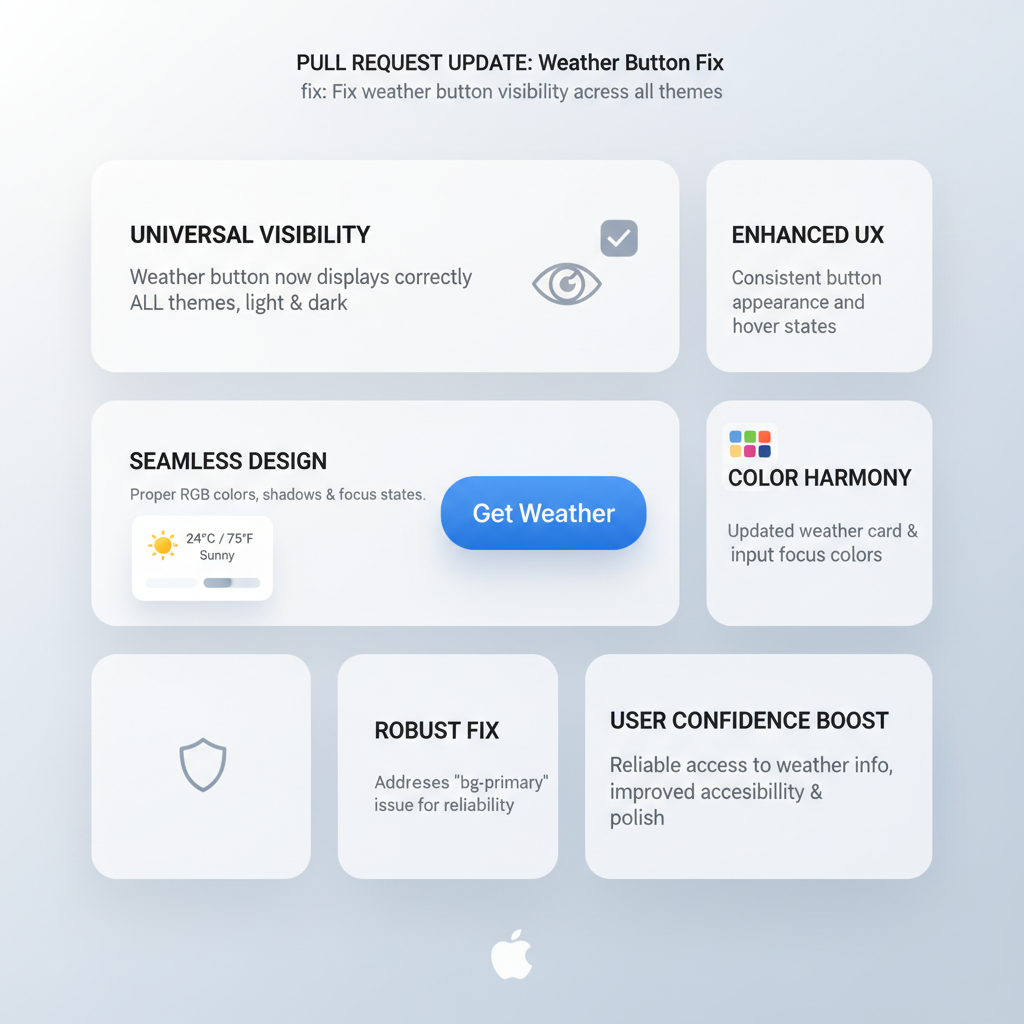 PULL REQUEST UPDATE: Weather Button Fix
fix: Fix weather button visibility across all themes
UNIVERSAL VISIBILITY
Weather button now displays correctly
ALL themes, light & dark
ENHANCED UX
Consistent button
appearance and
hover states
SEAMLESS DESIGN
Proper RGB colors, shadows & focus states.
24°C / 75°F
Sunny
Get Weather
COLOR HARMONY
Updated weather card &
input focus colors
ROBUST FIX
Addreses "bg-primary"
issue for reliability
USER CONFIDENCE BOOST
Reliable access to weather info,
improved accesibillity &
polish